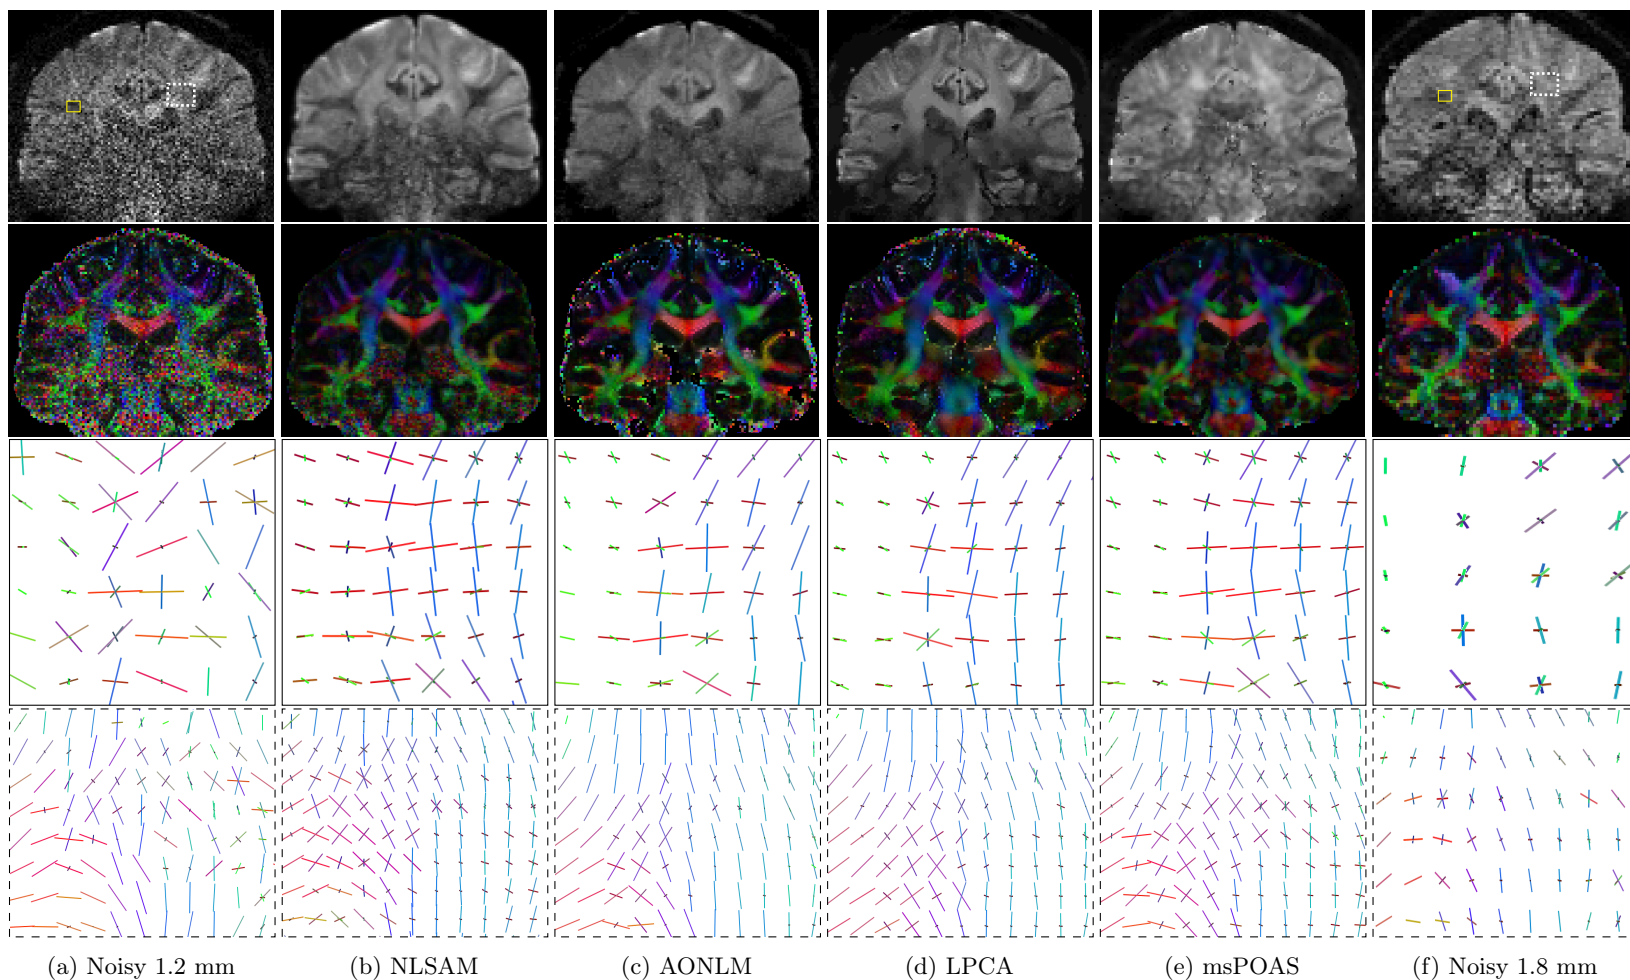 (a) Noisy 1.2 mm
(b) NLSAM
(c) AONLM
(d) LPCA
(e) msPOAS
(f) Noisy 1.8 mm